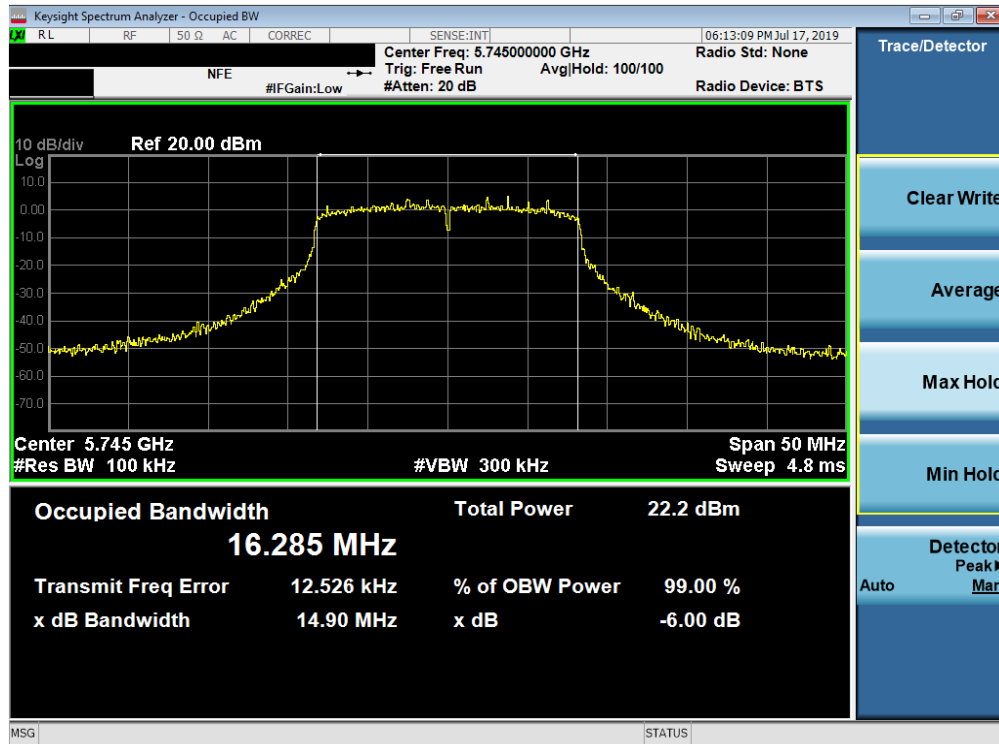 Keysight Spectrum Analyzer - Occupied BW
LXI RL RF 50 Ω AC CORREC SENSE:INT 06:13:09 PM Jul 17, 2019
Center Freq: 5.745000000 GHz Radio Std: None
NFE Trig: Free Run Avg|Hold: 100/100
#IFGain:Low #Atten: 20 dB Radio Device: BTS
10 dB/div Ref 20.00 dBm
Log
10.0
0.00
-10.0
-20.0
-30.0
-40.0
-50.0
-60.0
-70.0
Center 5.745 GHz Span 50 MHz
#Res BW 100 kHz #VBW 300 kHz Sweep 4.8 ms
Occupied Bandwidth Total Power 22.2 dBm
16.285 MHz
Transmit Freq Error 12.526 kHz % of OBW Power 99.00 %
x dB Bandwidth 14.90 MHz x dB -6.00 dB
MSG STATUS
Trace/Detector
Clear Write
Average
Max Hold
Min Hold
Detector
Peak
Auto Man